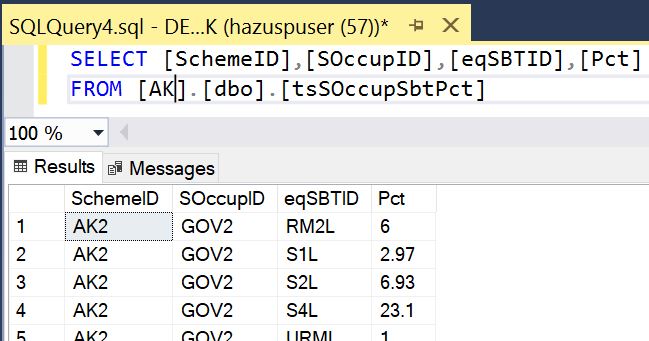 SQLQuery4.sql - DE...K (hazuspuser (57))*
SELECT [SchemeID],[SOccupID],[eqSBTID],[Pct]
FROM [AK].[dbo].[tsSOccupSbtPct]
100 %
Results Messages
SchemeID SOccupID eqSBTID Pct
1 AK2 GOV2 RM2L 6
2 AK2 GOV2 S1L 2.97
3 AK2 GOV2 S2L 6.93
4 AK2 GOV2 S4L 23.1
5 AK2 GOV2 URML 1